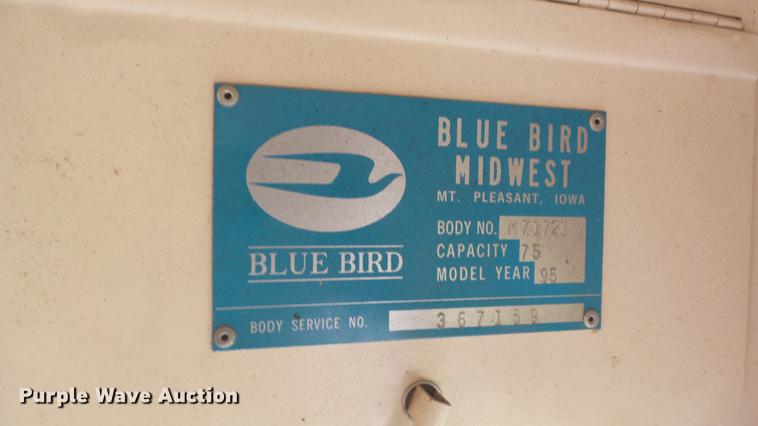 BLUE BIRD
MIDWEST
MT. PLEASANT, IOWA
BODY NO. M71721
CAPACITY 75
MODEL YEAR 95
BLUE BIRD
BODY SERVICE NO. 367159
Purple Wave Auction®